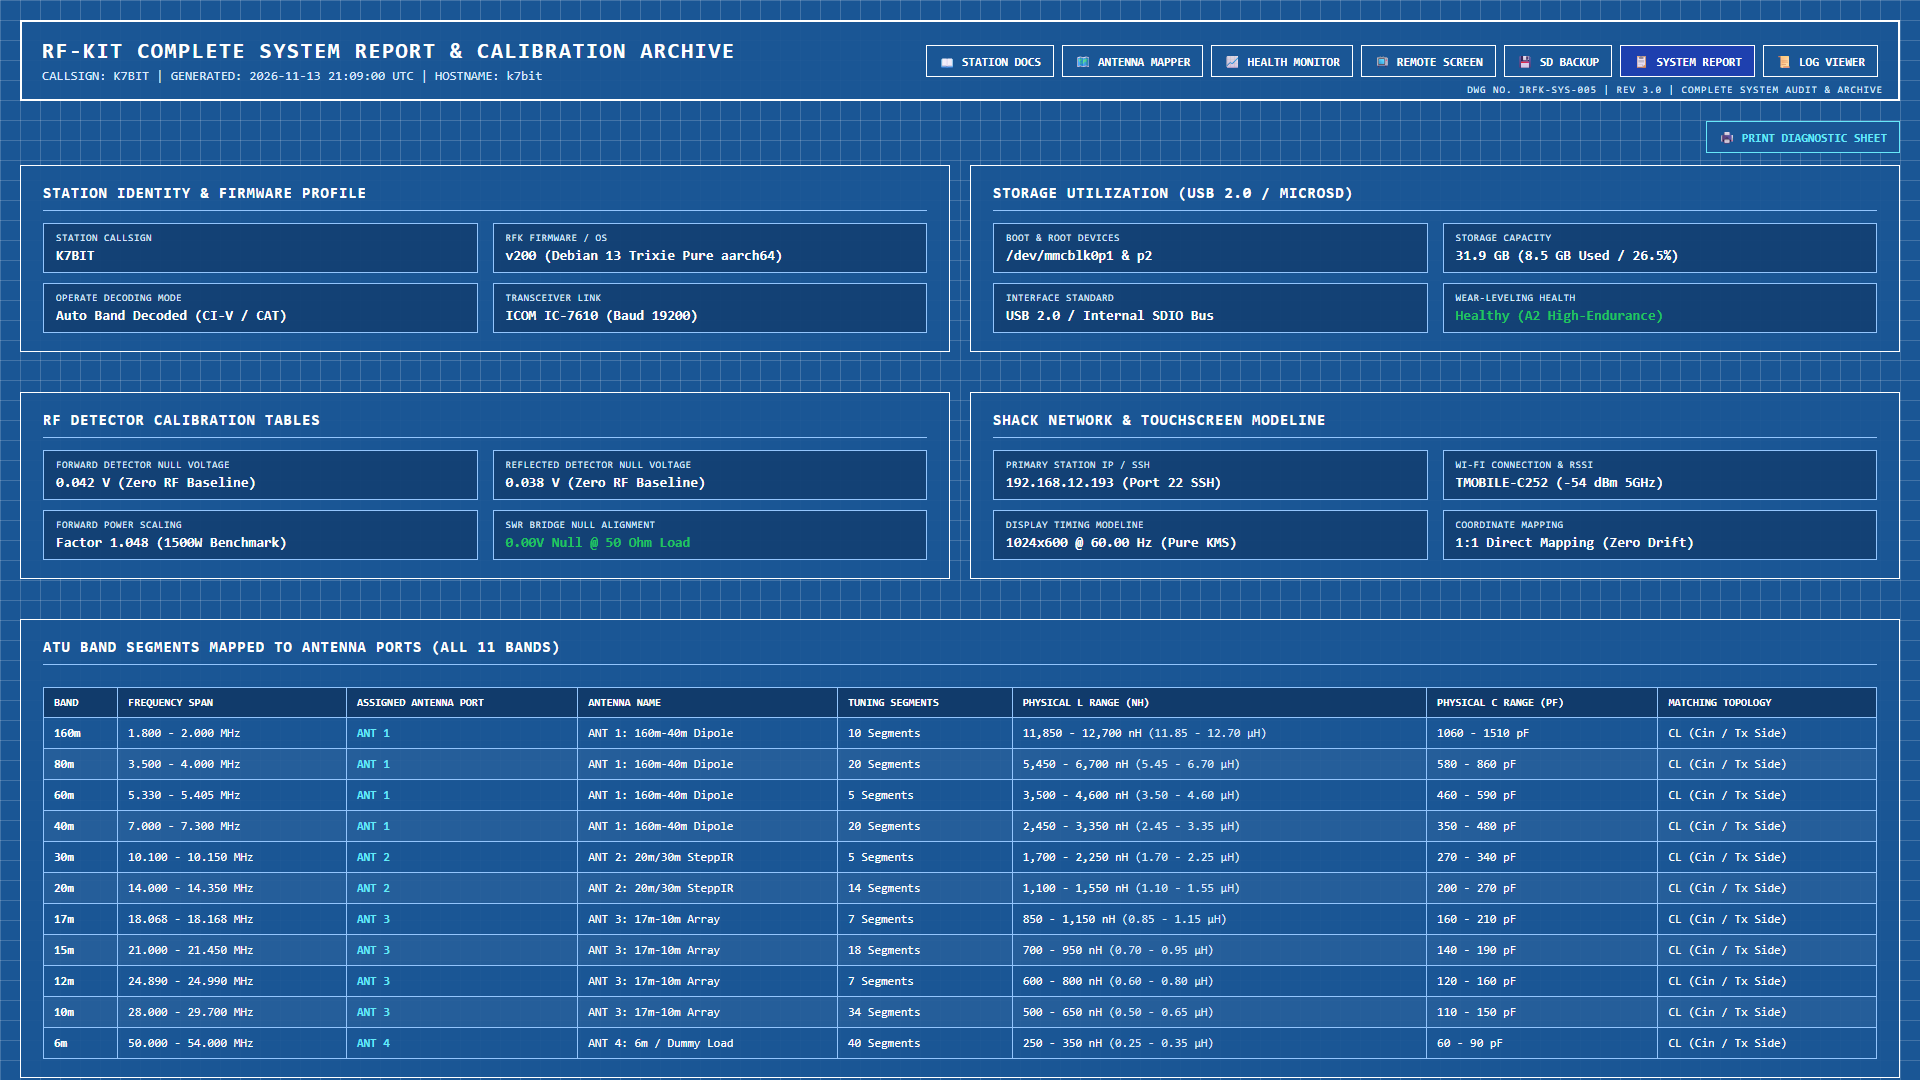 RF-KIT COMPLETE SYSTEM REPORT & CALIBRATION ARCHIVE
CALLSIGN: K7BIT | GENERATED: 2026-11-13 21:09:00 UTC | HOSTNAME: k7bit
STATION DOCS
ANTENNA MAPPER
HEALTH MONITOR
REMOTE SCREEN
SD BACKUP
SYSTEM REPORT
LOG VIEWER
DWG NO. JRFK-SYS-005 | REV 3.0 | COMPLETE SYSTEM AUDIT & ARCHIVE
PRINT DIAGNOSTIC SHEET
STATION IDENTITY & FIRMWARE PROFILE
STATION CALLSIGN
K7BIT
RFK FIRMWARE / OS
v200 (Debian 13 Trixie Pure aarch64)
OPERATE DECODING MODE
Auto Band Decoded (CI-V / CAT)
TRANSCEIVER LINK
ICOM IC-7610 (Baud 19200)
STORAGE UTILIZATION (USB 2.0 / MICROSD)
BOOT & ROOT DEVICES
/dev/mmcblk0p1 & p2
STORAGE CAPACITY
31.9 GB (8.5 GB Used / 26.5%)
INTERFACE STANDARD
USB 2.0 / Internal SDIO Bus
WEAR-LEVELING HEALTH
Healthy (A2 High-Endurance)
RF DETECTOR CALIBRATION TABLES
FORWARD DETECTOR NULL VOLTAGE
0.042 V (Zero RF Baseline)
REFLECTED DETECTOR NULL VOLTAGE
0.038 V (Zero RF Baseline)
FORWARD POWER SCALING
Factor 1.048 (1500W Benchmark)
SWR BRIDGE NULL ALIGNMENT
0.00V Null @ 50 Ohm Load
SHACK NETWORK & TOUCHSCREEN MODELINE
PRIMARY STATION IP / SSH
192.168.12.193 (Port 22 SSH)
WI-FI CONNECTION & RSSI
TMOBILE-C252 (-54 dBm 5GHz)
DISPLAY TIMING MODELINE
1024x600 @ 60.00 Hz (Pure KMS)
COORDINATE MAPPING
1:1 Direct Mapping (Zero Drift)
ATU BAND SEGMENTS MAPPED TO ANTENNA PORTS (ALL 11 BANDS)
BAND FREQUENCY SPAN ASSIGNED ANTENNA PORT ANTENNA NAME TUNING SEGMENTS PHYSICAL L RANGE (NH) PHYSICAL C RANGE (PF) MATCHING TOPOLOGY
160m 1.800 - 2.000 MHz ANT 1 ANT 1: 160m-40m Dipole 10 Segments 11,850 - 12,700 nH (11.85 - 12.70 µH) 1060 - 1510 pF CL (Cin / Tx Side)
80m 3.500 - 4.000 MHz ANT 1 ANT 1: 160m-40m Dipole 20 Segments 5,450 - 6,700 nH (5.45 - 6.70 µH) 580 - 860 pF CL (Cin / Tx Side)
60m 5.330 - 5.405 MHz ANT 1 ANT 1: 160m-40m Dipole 5 Segments 3,500 - 4,600 nH (3.50 - 4.60 µH) 460 - 590 pF CL (Cin / Tx Side)
40m 7.000 - 7.300 MHz ANT 1 ANT 1: 160m-40m Dipole 20 Segments 2,450 - 3,350 nH (2.45 - 3.35 µH) 350 - 480 pF CL (Cin / Tx Side)
30m 10.100 - 10.150 MHz ANT 2 ANT 2: 20m/30m SteppIR 5 Segments 1,700 - 2,250 nH (1.70 - 2.25 µH) 270 - 340 pF CL (Cin / Tx Side)
20m 14.000 - 14.350 MHz ANT 2 ANT 2: 20m/30m SteppIR 14 Segments 1,100 - 1,550 nH (1.10 - 1.55 µH) 200 - 270 pF CL (Cin / Tx Side)
17m 18.068 - 18.168 MHz ANT 3 ANT 3: 17m-10m Array 7 Segments 850 - 1,150 nH (0.85 - 1.15 µH) 160 - 210 pF CL (Cin / Tx Side)
15m 21.000 - 21.450 MHz ANT 3 ANT 3: 17m-10m Array 18 Segments 700 - 950 nH (0.70 - 0.95 µH) 140 - 190 pF CL (Cin / Tx Side)
12m 24.890 - 24.990 MHz ANT 3 ANT 3: 17m-10m Array 7 Segments 600 - 800 nH (0.60 - 0.80 µH) 120 - 160 pF CL (Cin / Tx Side)
10m 28.000 - 29.700 MHz ANT 3 ANT 3: 17m-10m Array 34 Segments 500 - 650 nH (0.50 - 0.65 µH) 110 - 150 pF CL (Cin / Tx Side)
6m 50.000 - 54.000 MHz ANT 4 ANT 4: 6m / Dummy Load 40 Segments 250 - 350 nH (0.25 - 0.35 µH) 60 - 90 pF CL (Cin / Tx Side)